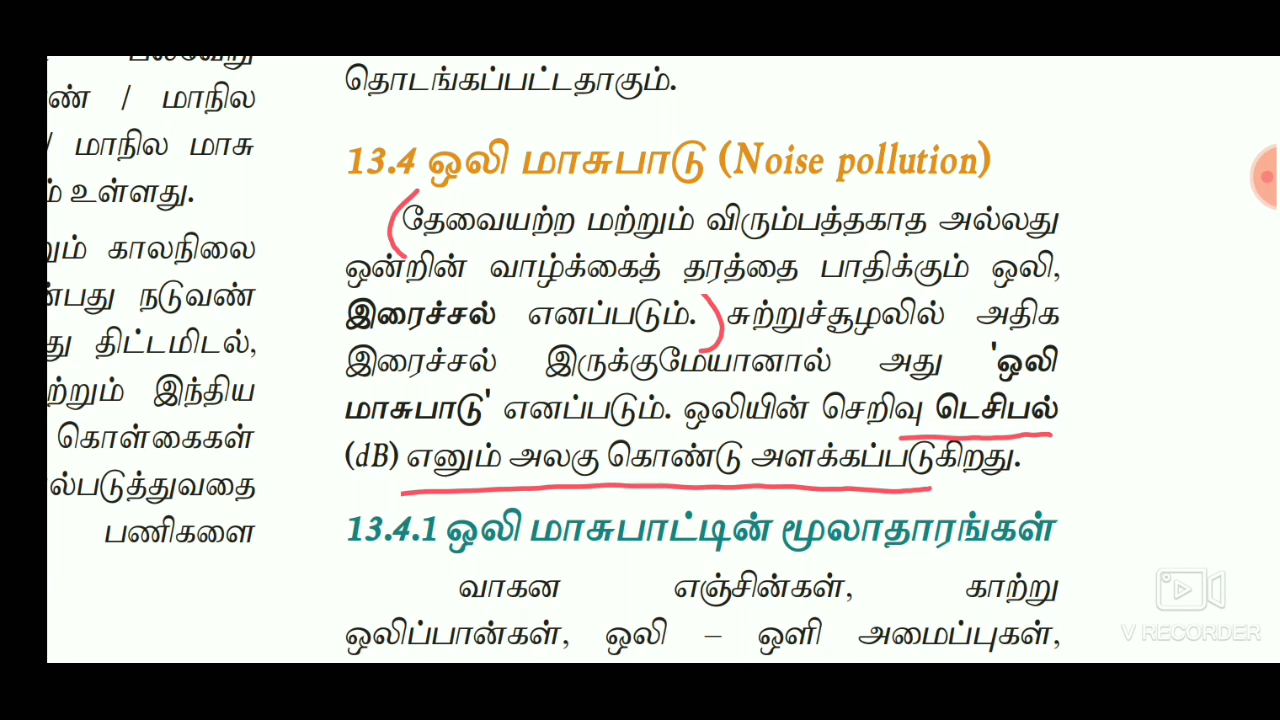 ண் / மாநில
/ மாநில மாசு
ம் உள்ளது.
றும் காலநிலை
ன்பது நடுவண்
து திட்டமிடல்,
ற்றும் இந்திய
கொள்கைகள்
ல்படுத்துவதை
பணிகளை
தொடங்கப்பட்டதாகும்.
13.4 ஒலி மாசுபாடு (Noise pollution)
தேவையற்ற மற்றும் விரும்பத்தகாத அல்லது
ஒன்றின் வாழ்க்கைத் தரத்தை பாதிக்கும் ஒலி,
இரைச்சல் எனப்படும். சுற்றுச்சூழலில் அதிக
இரைச்சல் இருக்குமேயானால் அது 'ஒலி
மாசுபாடு' எனப்படும். ஒலியின் செறிவு டெசிபல்
(dB) எனும் அலகு கொண்டு அளக்கப்படுகிறது.
13.4.1 ஒலி மாசுபாட்டின் மூலாதாரங்கள்
வாகன எஞ்சின்கள், காற்று
ஒலிப்பான்கள், ஒலி – ஒளி அமைப்புகள்,
V RECORDER